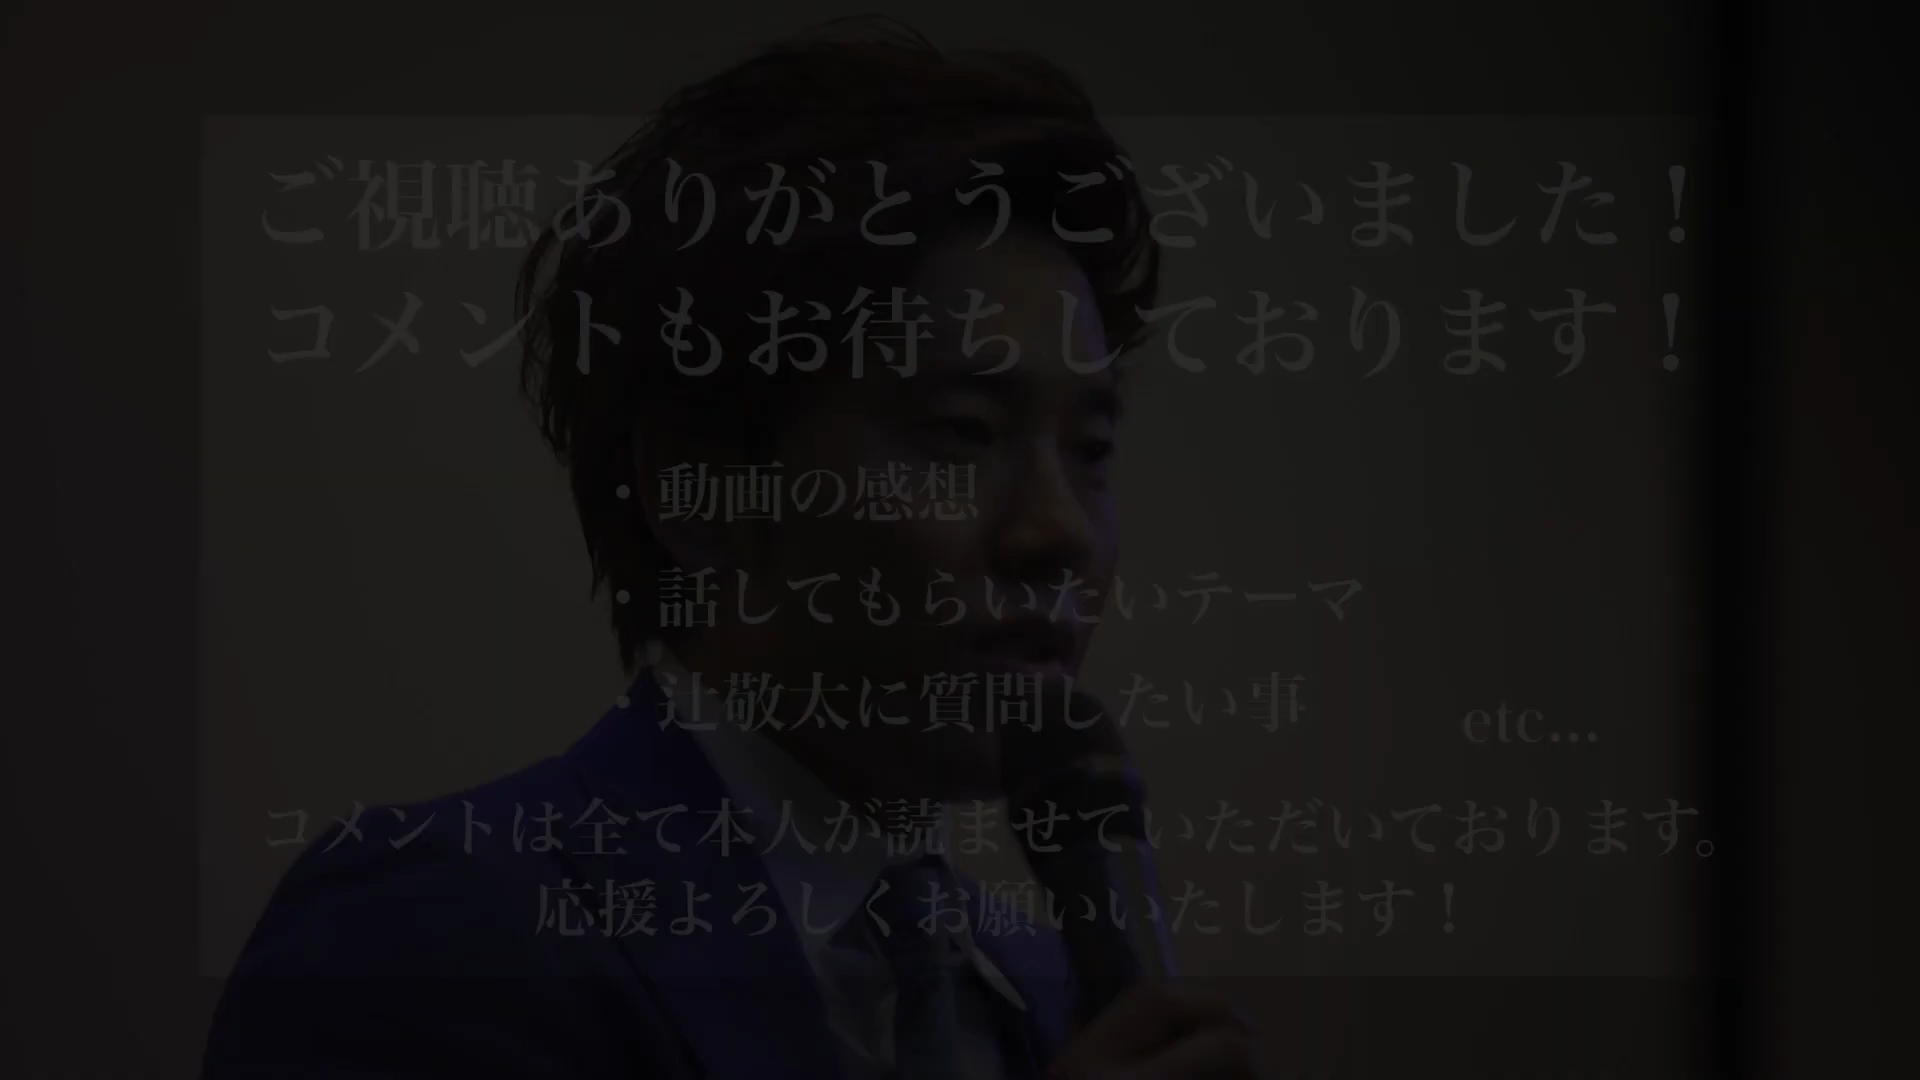 ご視聴ありがとうございました！
コメントもお待ちしております！
・動画の感想
・話してもらいたいテーマ
・辻敬太に質問したい事
etc...
コメントは全て本人が読ませていただいております。
応援よろしくお願いいたします！